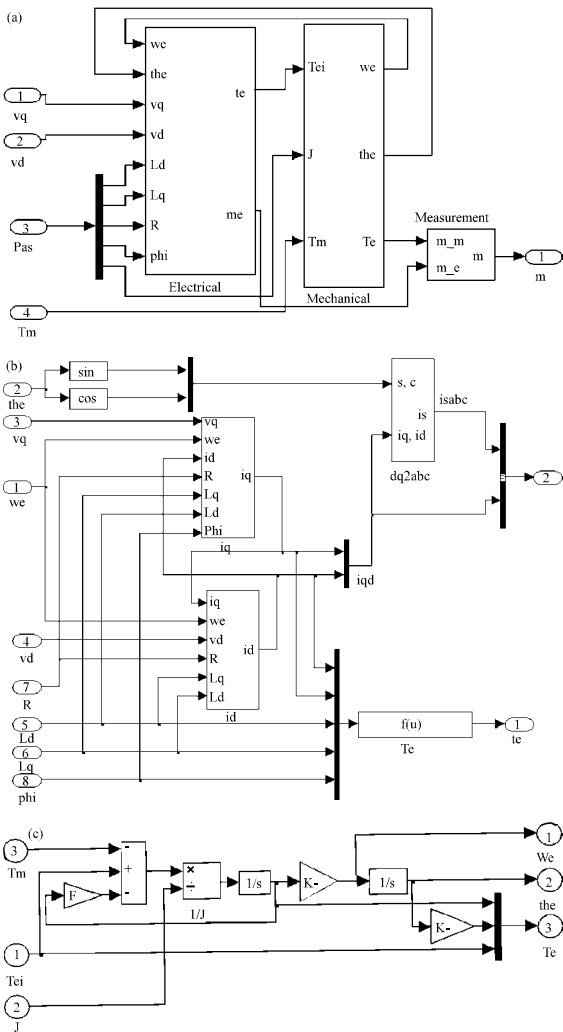 (a)
we
the
vq
vd
Ld
Lq
R
phi
te
me
Electrical
Tei
J
Tm
we
the
Te
Mechanical
Measurement
m_m
m_e
m
1
m
1
vq
2
vd
3
Pas
4
Tm
(b)
2
the
sin
cos
3
vq
1
we
vq
we
id
R
Lq
Ld
Phi
iq
iq
s, c
is
iq, id
dq2abc
isabc
2
iqd
iq
we
vd
R
Lq
Ld
id
id
4
vd
7
R
5
Ld
6
Lq
8
phi
f(u)
Te
1
te
(c)
3
Tm
F
-
+
-
×
÷
1/J
1/s
K-
1/s
K-
1
We
2
the
3
Te
1
Tei
2
J